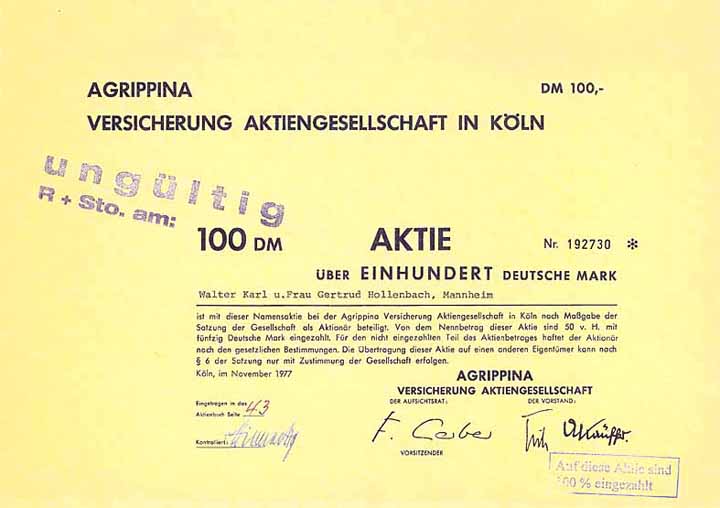 AGRIPPINA
DM 100,-
VERSICHERUNG AKTIENGESELLSCHAFT IN KÖLN
ungültig
R + Sto. am:
100 DM AKTIE Nr. 192730 *
ÜBER EINHUNDERT DEUTSCHE MARK
Walter Karl u.Frau Gertrud Hollenbach, Mannheim
ist mit dieser Namensaktie bei der Agrippina Versicherung Aktiengesellschaft in Köln nach Maßgabe der
Satzung der Gesellschaft als Aktionär beteiligt. Von dem Nennbetrag dieser Aktie sind 50 v. H. mit
fünfzig Deutsche Mark eingezahlt. Für den nicht eingezahlten Teil des Aktienbetrages haftet der Aktionär
nach den gesetzlichen Bestimmungen. Die Übertragung dieser Aktie auf einen anderen Eigentümer kann nach
§ 6 der Satzung nur mit Zustimmung der Gesellschaft erfolgen.
Köln, im November 1977
AGRIPPINA
VERSICHERUNG AKTIENGESELLSCHAFT
DER AUFSICHTSRAT: DER VORSTAND:
Eingetragen in das
Aktienbuch Seite 43
Kontrolliert:
VORSITZENDER
Auf diese Aktie sind
100 % eingezahlt